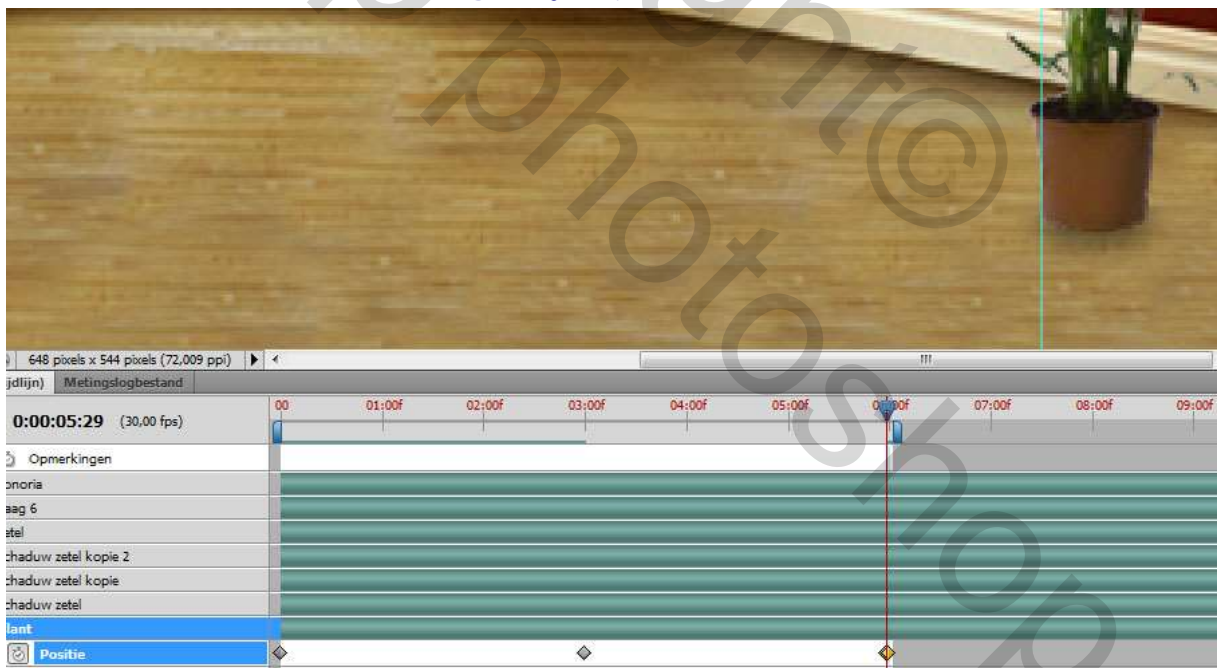 photoshop
©
648 pixels x 544 pixels (72,009 ppi)
jdlijn) Metingslogbestand
0:00:05:29 (30,00 fps)
00 01:00f 02:00f 03:00f 04:00f 05:00f 07:00f 08:00f 09:00f
Opmerkingen
onoria
aag 6
etel
chaduw zetel kopie 2
chaduw zetel kopie
chaduw zetel
lant
Positie